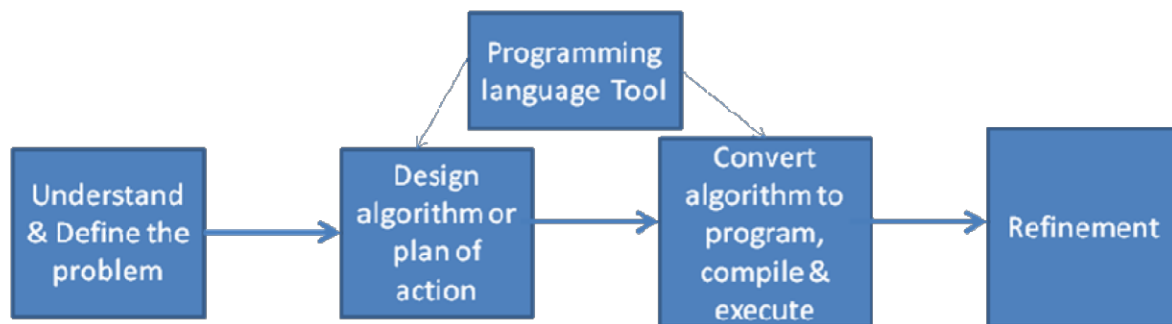 Programming
language Tool
Understand
& Define the
problem
Design
algorithm or
plan of
action
Convert
algorithm to
program,
compile &
execute
Refinement